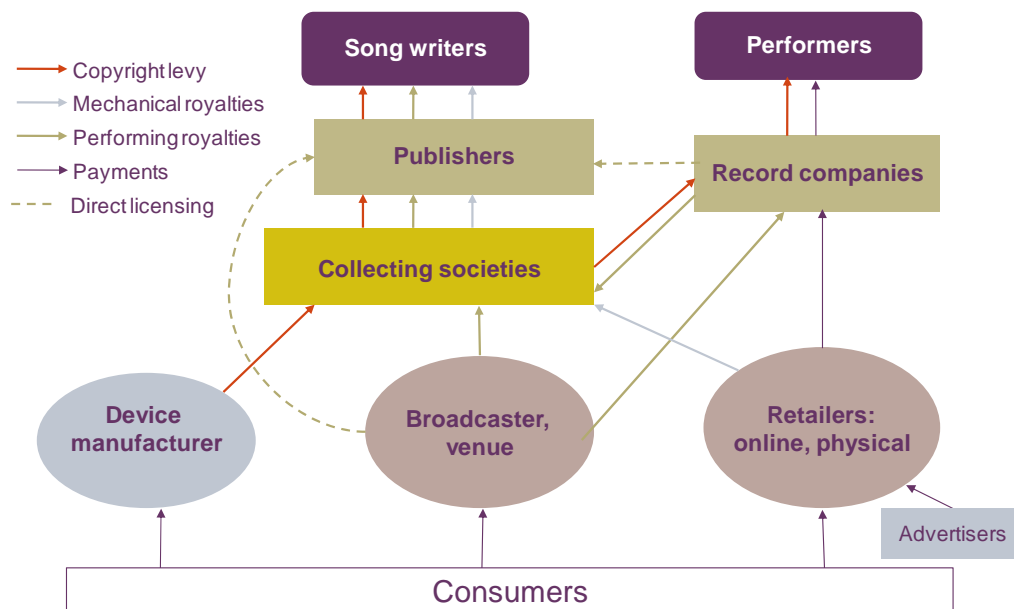 Song writers
Performers
Copyright levy
Mechanical royalties
Performing royalties
Payments
Direct licensing
Publishers
Record companies
Collecting societies
Device
manufacturer
Broadcaster,
venue
Retailers:
online, physical
Advertisers
Consumers